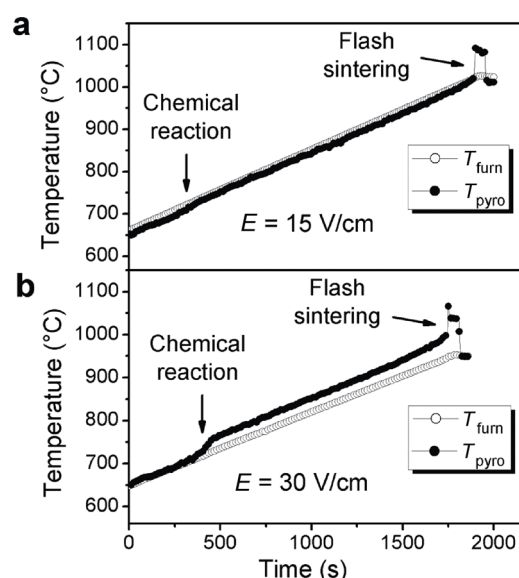 a
1100
1000
900
800
700
600
Temperature (°C)
Chemical
reaction
Flash
sintering
T_furn
T_pyro
E = 15 V/cm
b
1100
1000
900
800
700
600
Temperature (°C)
Chemical
reaction
Flash
sintering
T_furn
T_pyro
E = 30 V/cm
0 500 1000 1500 2000
Time (s)